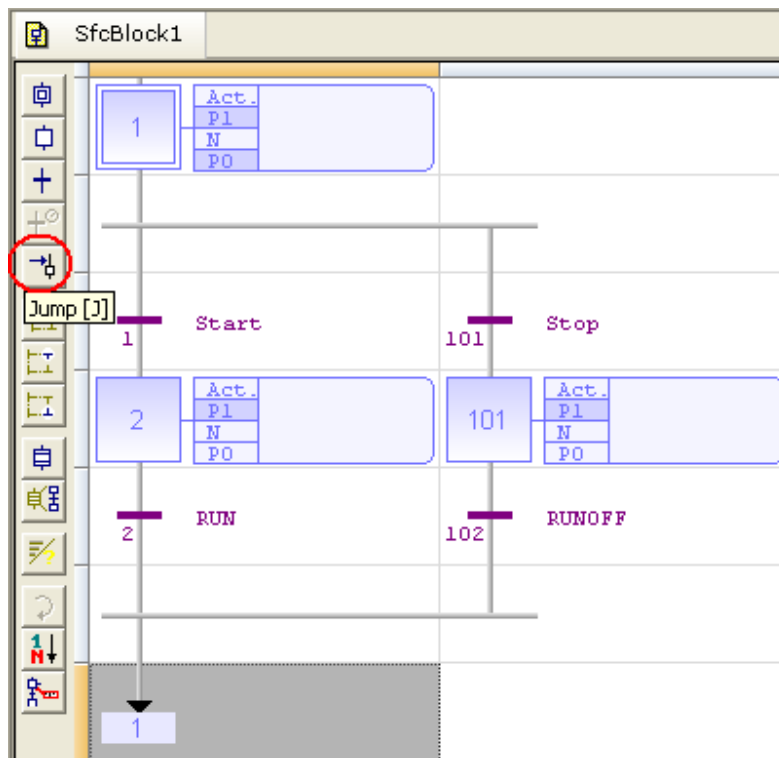 SfcBlock1
Act.
1
P1
N
P0
Jump [J]
Start
1
Stop
101
Act.
2
P1
N
P0
Act.
101
P1
N
P0
RUN
2
RUNOFF
102
1
N
1